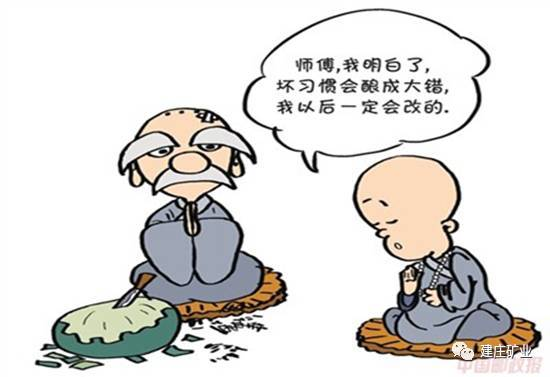 师傅,我明白了,
坏习惯会酿成大错,
我以后一定会改的.
建庄矿业
中国邮政报